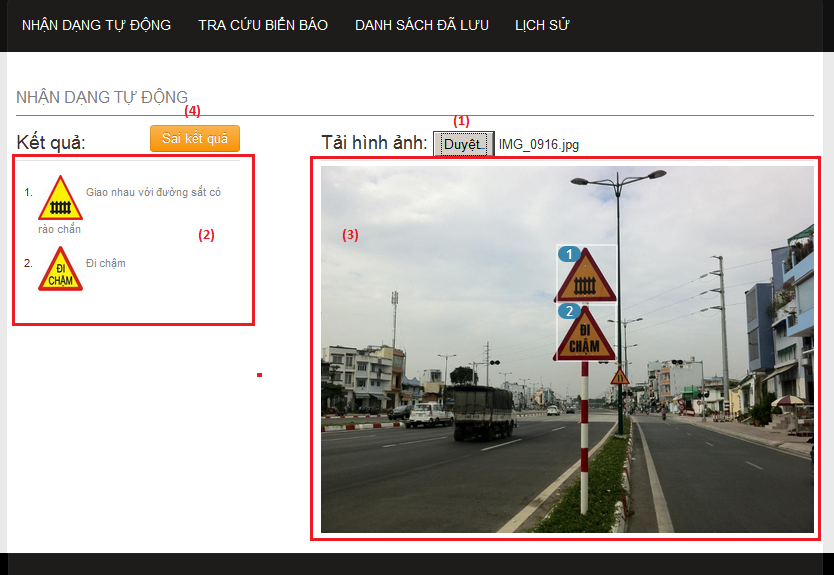 NHẬN DẠNG TỰ ĐỘNG TRA CỨU BIỂN BÁO DANH SÁCH ĐÃ LƯU LỊCH SỬ
NHẬN DẠNG TỰ ĐỘNG
(4)
(1)
Kết quả: Sai kết quả
Tải hình ảnh: Duyệt.. IMG_0916.jpg
1. Giao nhau với đường sắt có
rào chắn
(2)
2. ĐI
CHẬM
Đi chậm
(3)
1
2
ĐI
CHẬM